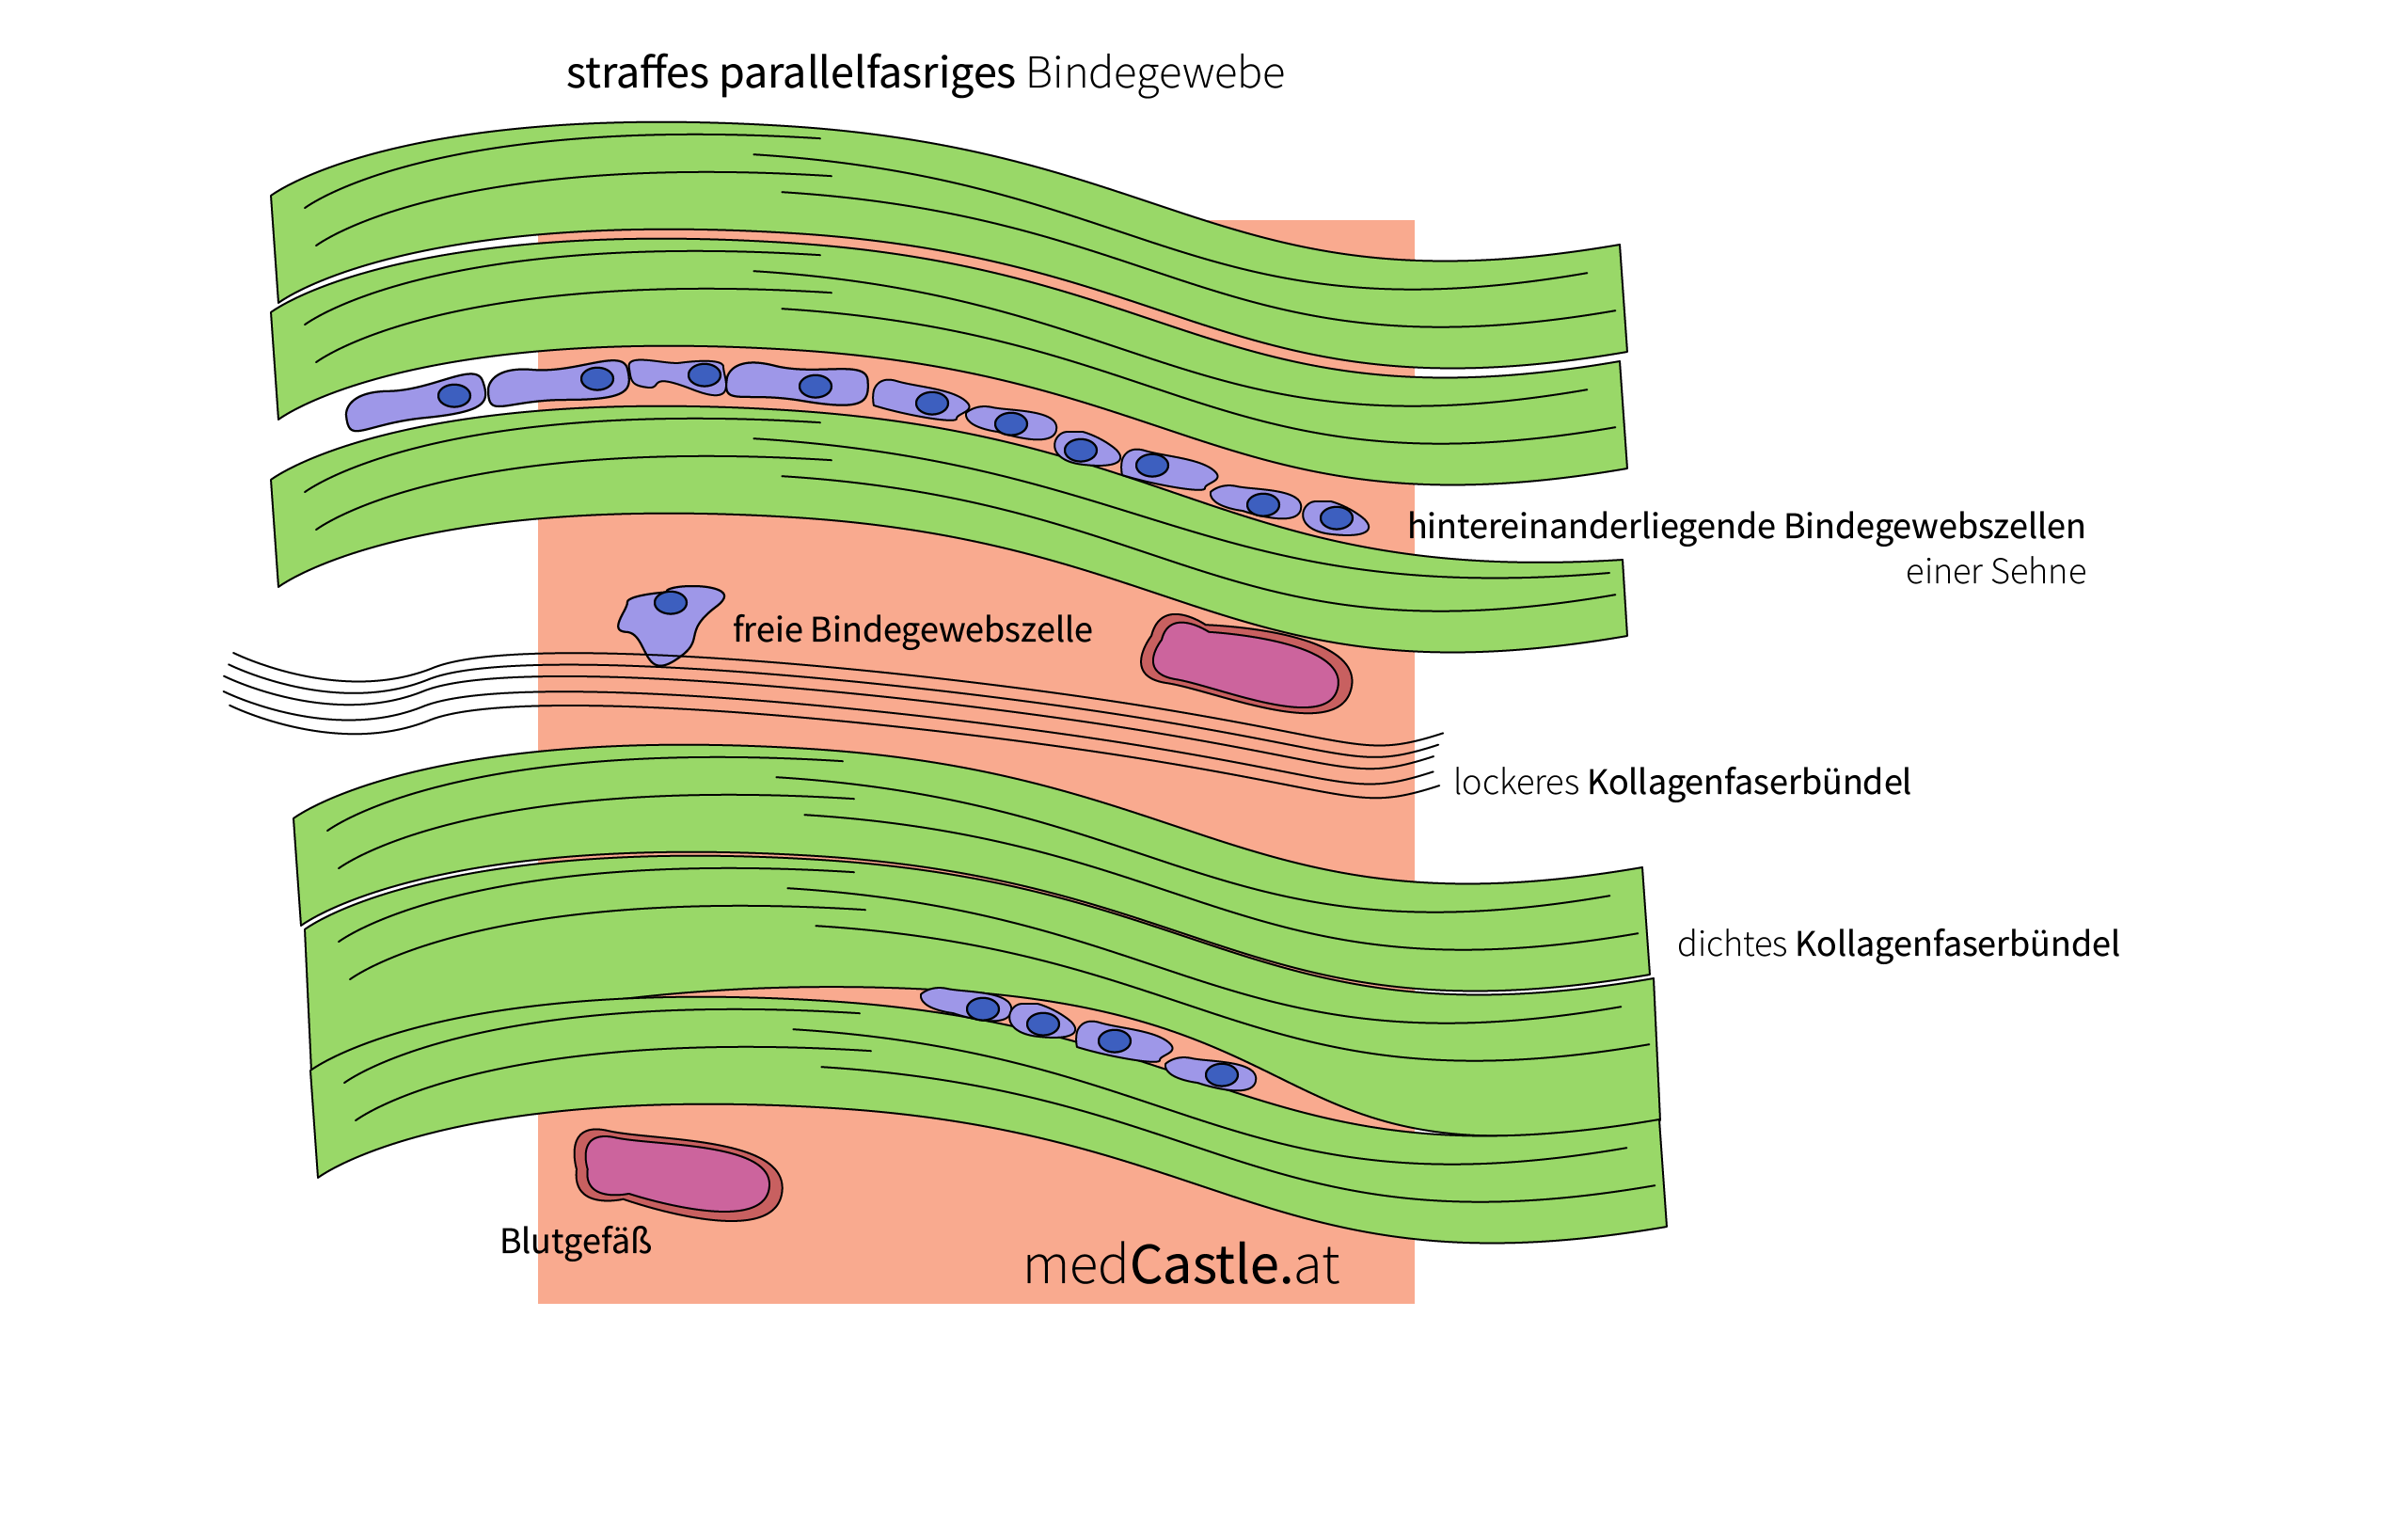 straffes parallelfasriges Bindegewebe
hintereinanderliegende Bindegewebszellen
einer Sehne
freie Bindegewebszelle
lockeres Kollagenfaserbündel
dichtes Kollagenfaserbündel
Blutgefäß
medCastle.at